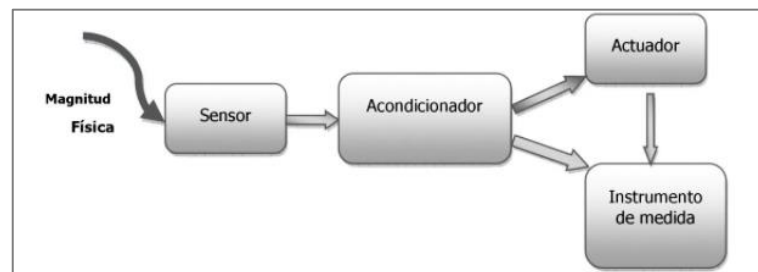 Magnitud
Física
Sensor
Acondicionador
Actuador
Instrumento
de medida